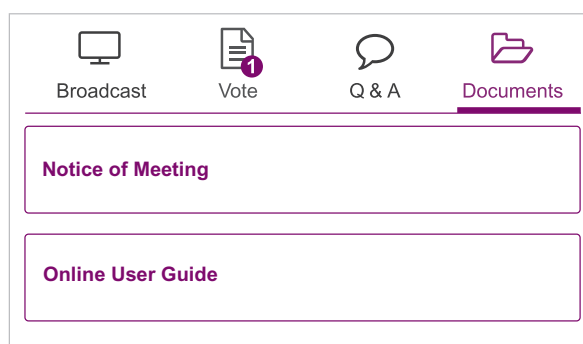 1
Broadcast Vote Q & A Documents
Notice of Meeting
Online User Guide